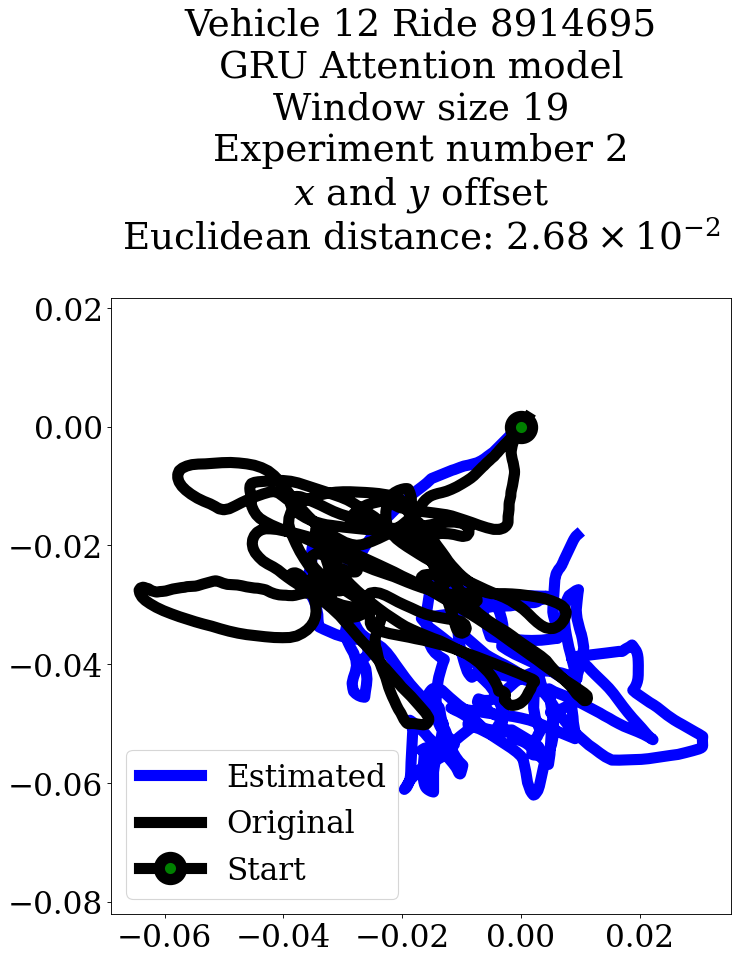 Vehicle 12 Ride 8914695
GRU Attention model
Window size 19
Experiment number 2
x and y offset
Euclidean distance: 2.68 × 10⁻²
0.02
0.00
−0.02
−0.04
−0.06
−0.08
Estimated
Original
Start
−0.06 −0.04 −0.02 0.00 0.02